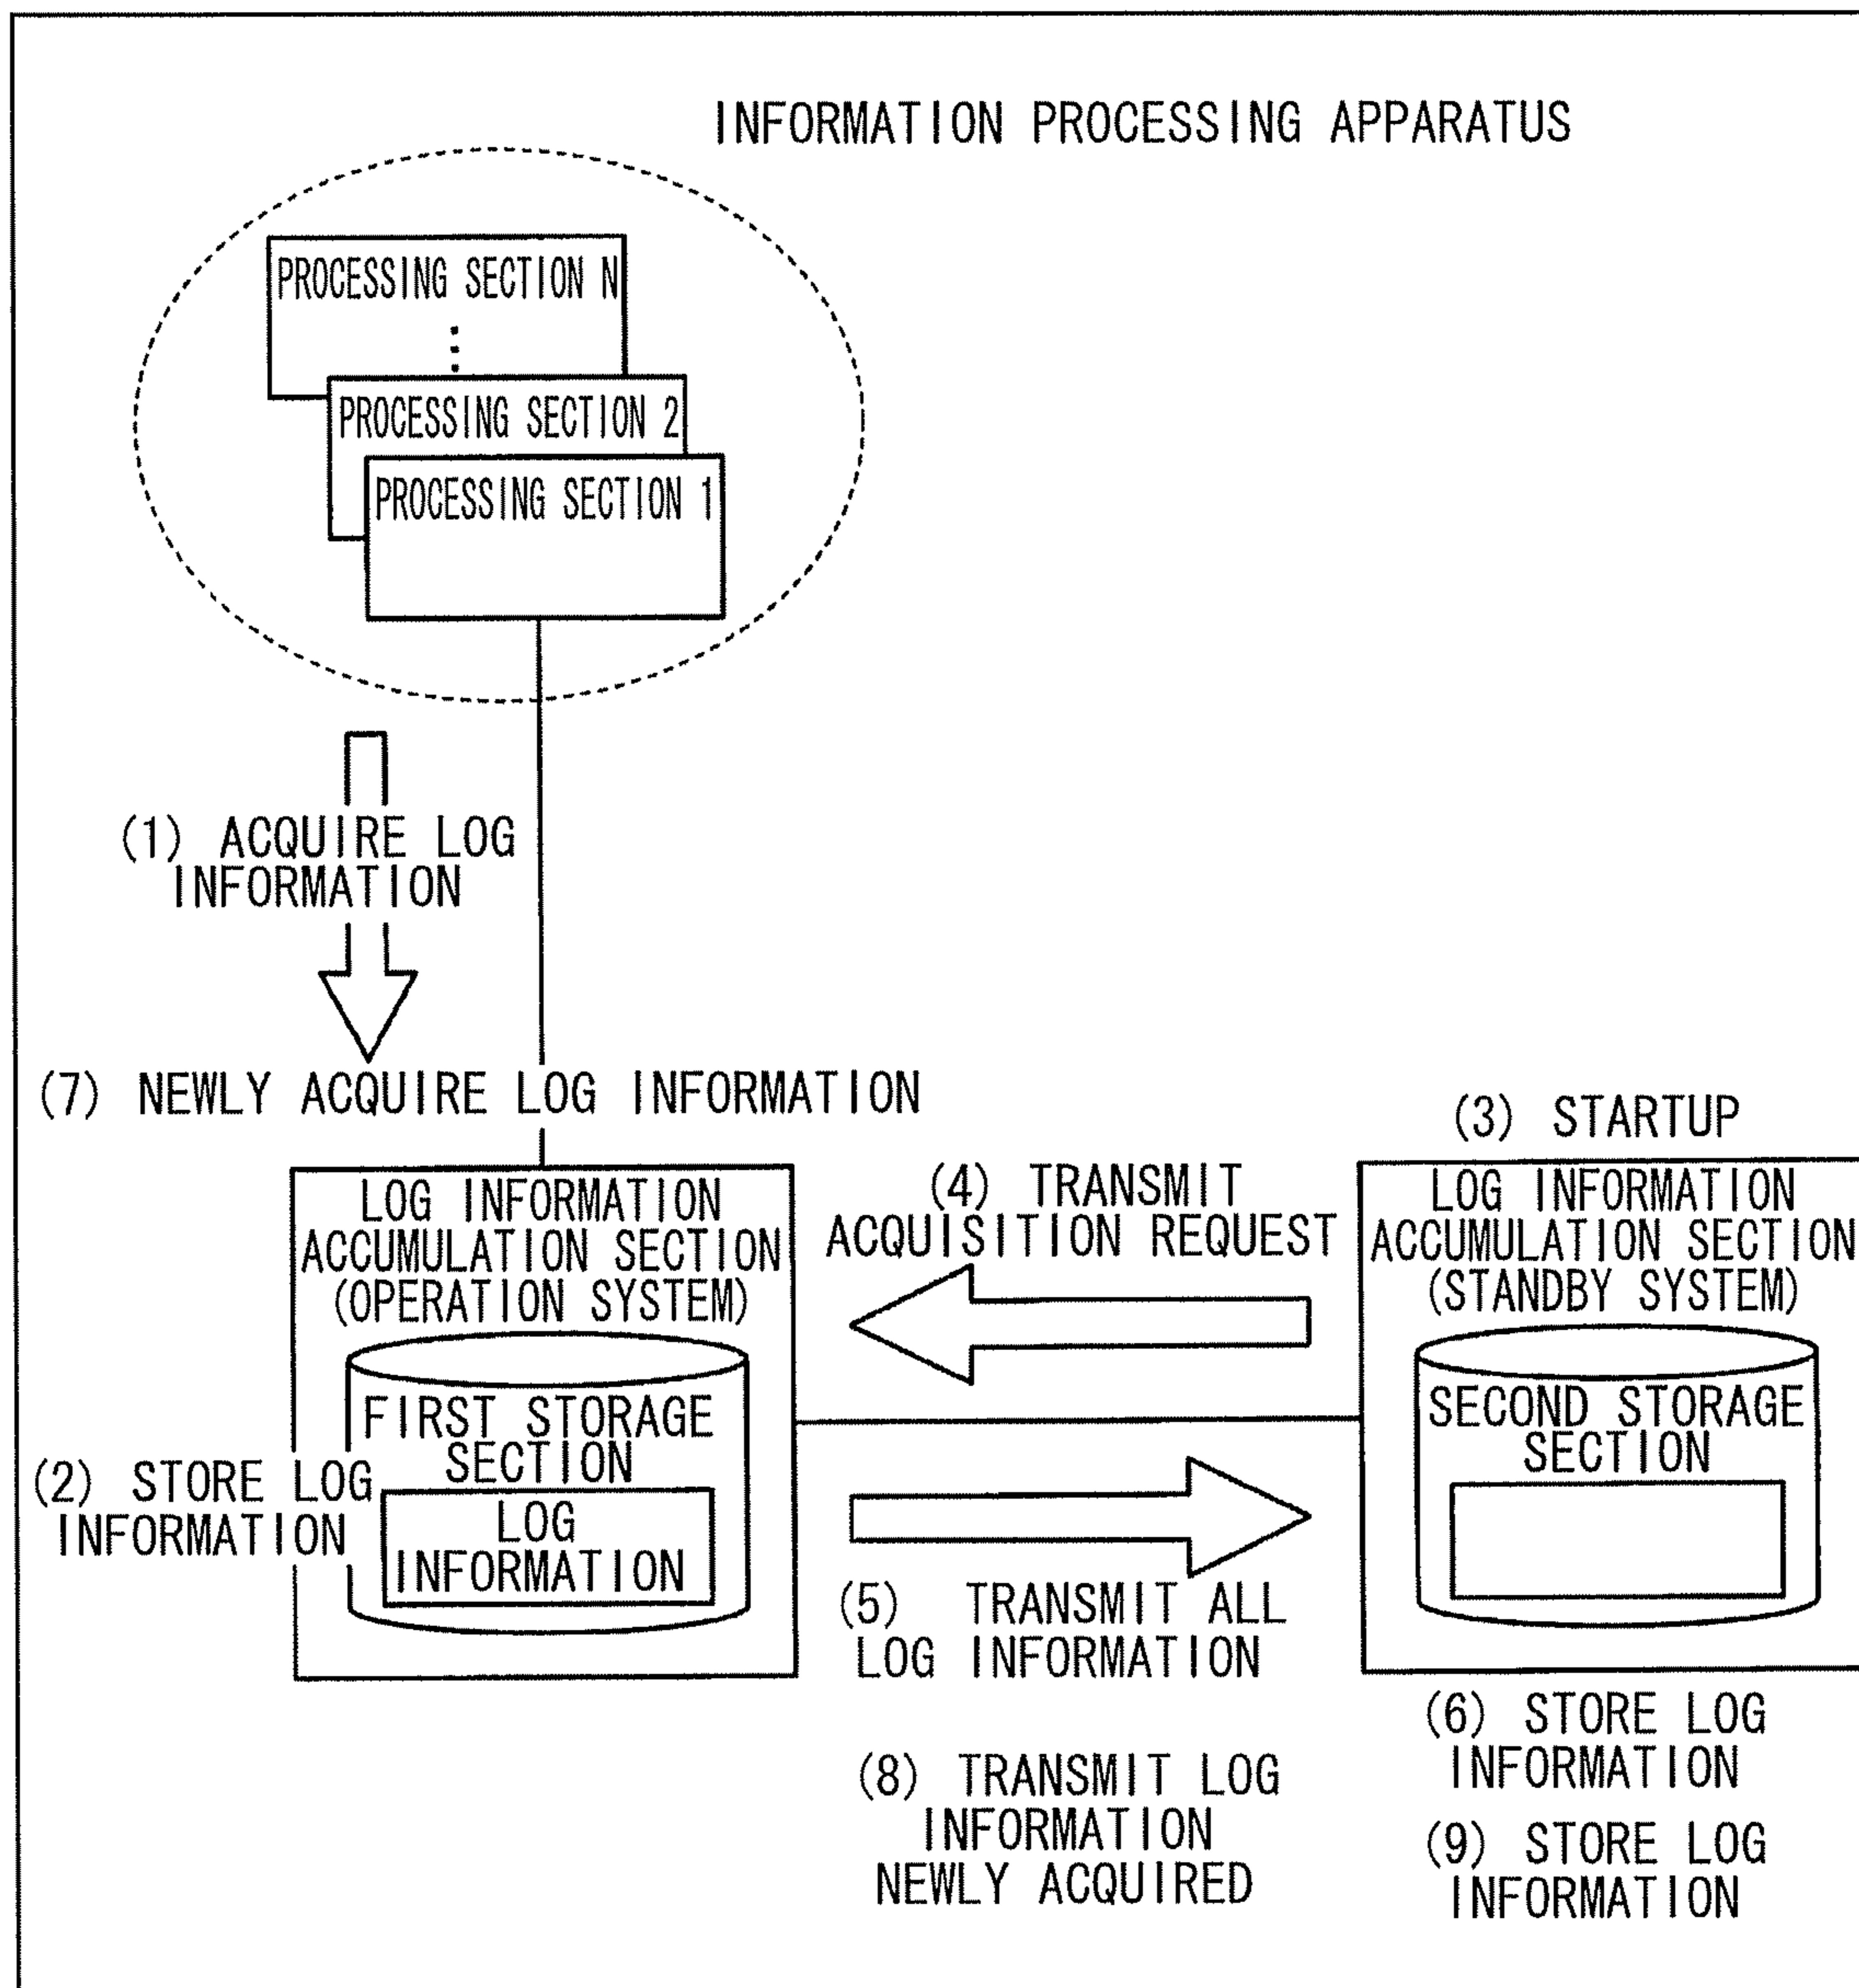 INFORMATION PROCESSING APPARATUS
PROCESSING SECTION N
⋮
PROCESSING SECTION 2
PROCESSING SECTION 1
(1) ACQUIRE LOG
INFORMATION
(7) NEWLY ACQUIRE LOG INFORMATION
LOG INFORMATION
ACCUMULATION SECTION
(OPERATION SYSTEM)
FIRST STORAGE
SECTION
LOG
INFORMATION
(2) STORE LOG
INFORMATION
(4) TRANSMIT
ACQUISITION REQUEST
(5) TRANSMIT ALL
LOG INFORMATION
(8) TRANSMIT LOG
INFORMATION
NEWLY ACQUIRED
(3) STARTUP
LOG INFORMATION
ACCUMULATION SECTION
(STANDBY SYSTEM)
SECOND STORAGE
SECTION
(6) STORE LOG
INFORMATION
(9) STORE LOG
INFORMATION